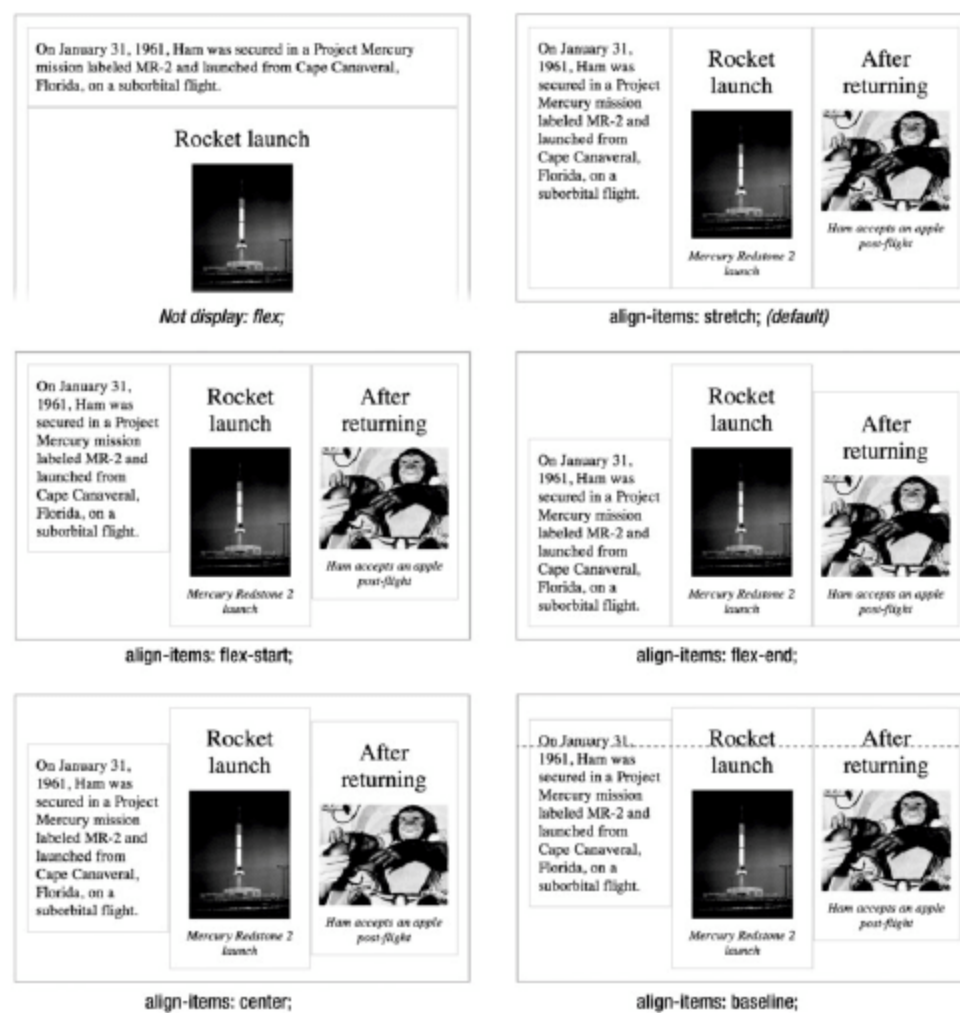 On January 31, 1961, Ham was secured in a Project Mercury
mission labeled MR-2 and launched from Cape Canaveral,
Florida, on a suborbital flight.
Rocket launch
Not display: flex;
On January 31,
1961, Ham was
secured in a Project
Mercury mission
labeled MR-2 and
launched from
Cape Canaveral,
Florida, on a
suborbital flight.
Rocket
launch
Mercury Redstone 2
launch
After
returning
Ham accepts an apple
post-flight
align-items: stretch; (default)
On January 31,
1961, Ham was
secured in a Project
Mercury mission
labeled MR-2 and
launched from
Cape Canaveral,
Florida, on a
suborbital flight.
Rocket
launch
Mercury Redstone 2
launch
After
returning
Ham accepts an apple
post-flight
align-items: flex-start;
On January 31,
1961, Ham was
secured in a Project
Mercury mission
labeled MR-2 and
launched from
Cape Canaveral,
Florida, on a
suborbital flight.
Rocket
launch
Mercury Redstone 2
launch
After
returning
Ham accepts an apple
post-flight
align-items: flex-end;
On January 31,
1961, Ham was
secured in a Project
Mercury mission
labeled MR-2 and
launched from
Cape Canaveral,
Florida, on a
suborbital flight.
Rocket
launch
Mercury Redstone 2
launch
After
returning
Ham accepts an apple
post-flight
align-items: center;
On January 31,
1961, Ham was
secured in a Project
Mercury mission
labeled MR-2 and
launched from
Cape Canaveral,
Florida, on a
suborbital flight.
Rocket
launch
Mercury Redstone 2
launch
After
returning
Ham accepts an apple
post-flight
align-items: baseline;